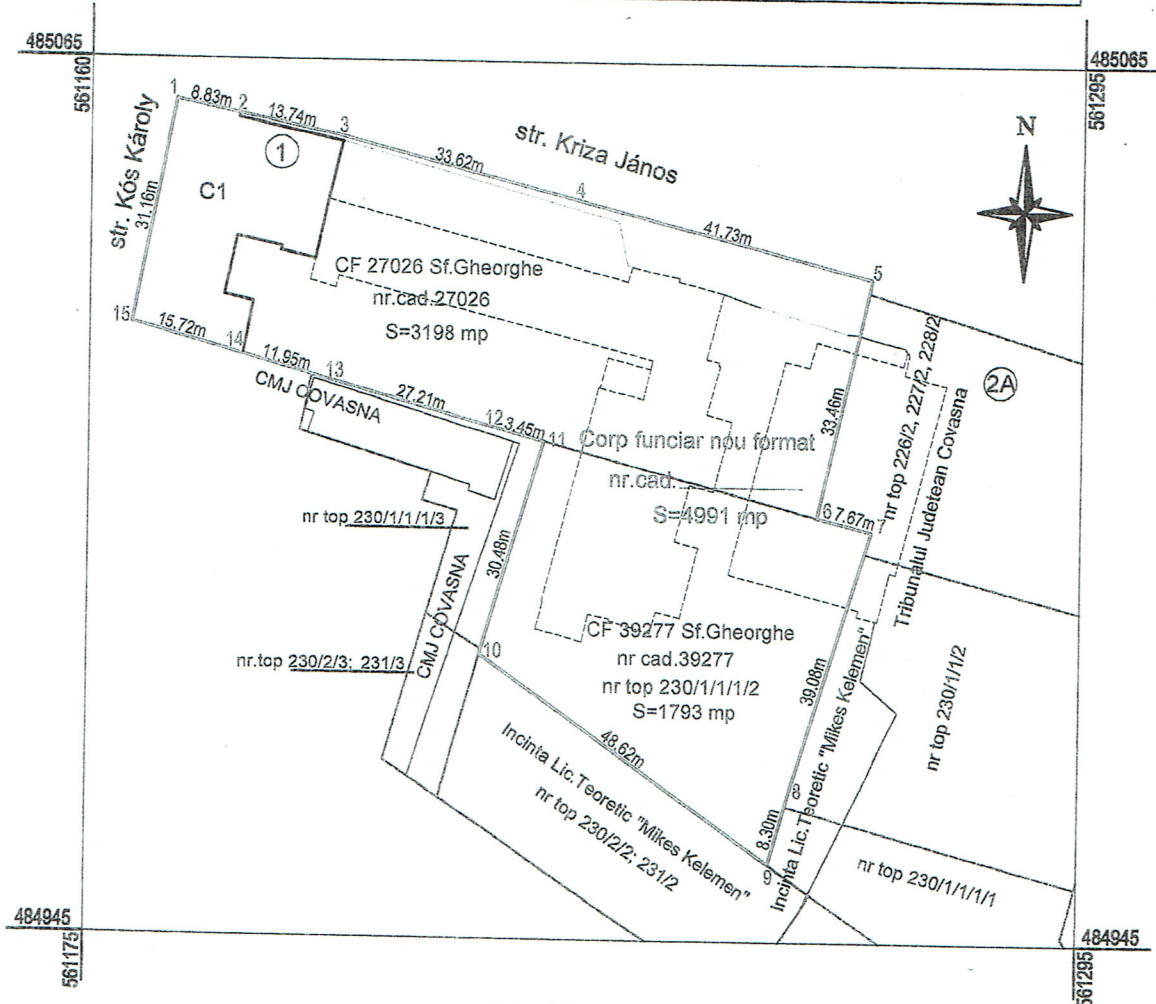 485065
561160
485065
561295
N
1
8.83m
2
13.74m
3
str. Kriza János
33.62m
4
41.73m
5
1
C1
str. Kós Károly
31.16m
CF 27026 Sf.Gheorghe
nr.cad.27026
S=3198 mp
15
15.72m
14
11.95m
13
27.21m
12
3.45m
11
CMJ COVASNA
Corp funciar nou format
nr.cad.
S=4991 mp
33.46m
6
7.67m
7
nr top 226/2, 227/2, 228/2
Tribunalul Judetean Covasna
2A
nr top 230/1/1/1/3
30.48m
CMJ COVASNA
nr.top 230/2/3; 231/3
10
CF 39277 Sf.Gheorghe
nr cad.39277
nr top 230/1/1/1/2
S=1793 mp
39.08m
Incinta Lic.Teoretic "Mikes Kelemen"
nr top 230/1/1/2
48.62m
Incinta Lic.Teoretic "Mikes Kelemen"
nr top 230/2/2; 231/2
8
8.30m
9
nr top 230/1/1/1/1
484945
561175
484945
561295